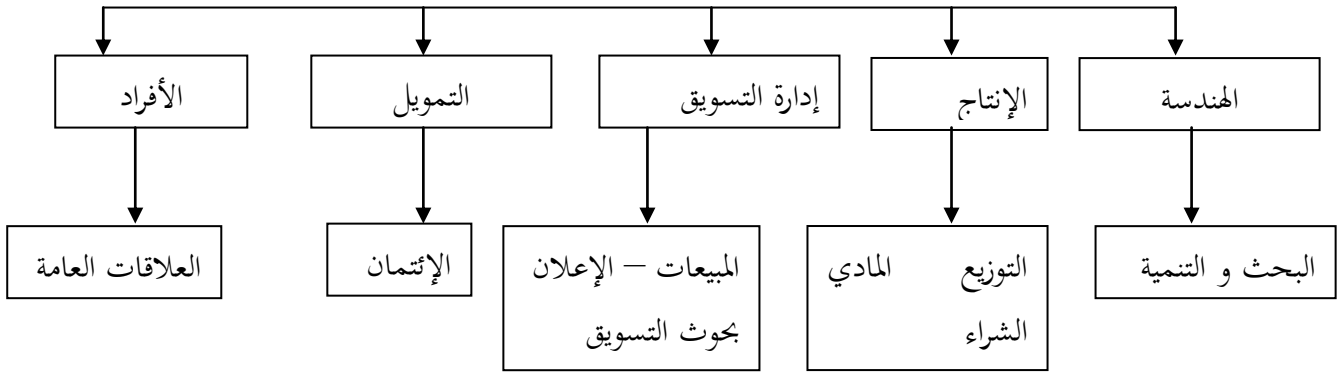 الهندسة
الإنتاج
إدارة التسويق
التمويل
الأفراد
البحث و التنمية
التوزيع المادي
الشراء
المبيعات – الإعلان
بحوث التسويق
الإئتمان
العلاقات العامة